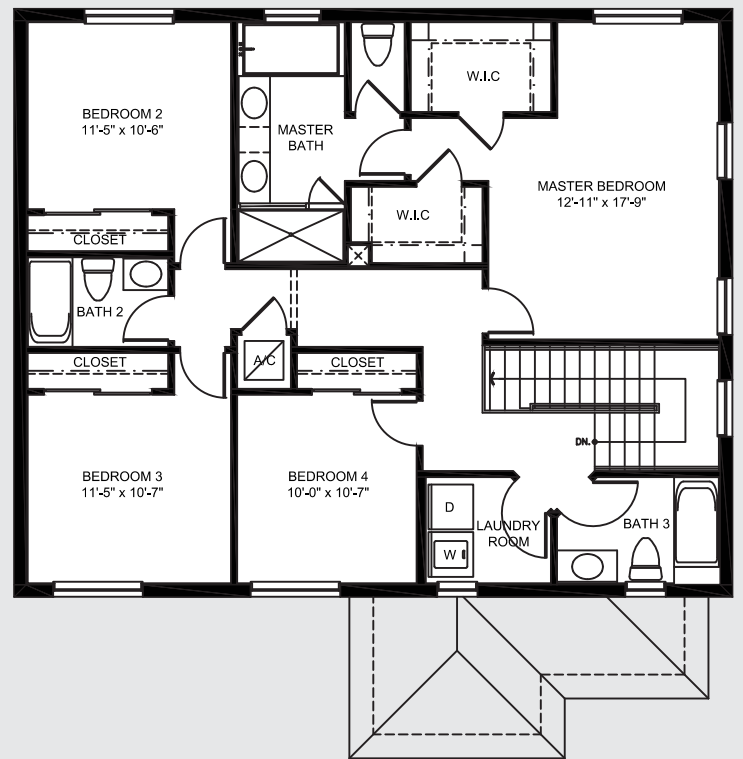 W.I.C
BEDROOM 2
11'-5" x 10'-6"
MASTER
BATH
MASTER BEDROOM
12'-11" x 17'-9"
W.I.C
CLOSET
BATH 2
CLOSET
A/C
CLOSET
DN.
BEDROOM 3
11'-5" x 10'-7"
BEDROOM 4
10'-0" x 10'-7"
D
LAUNDRY
ROOM
W
BATH 3